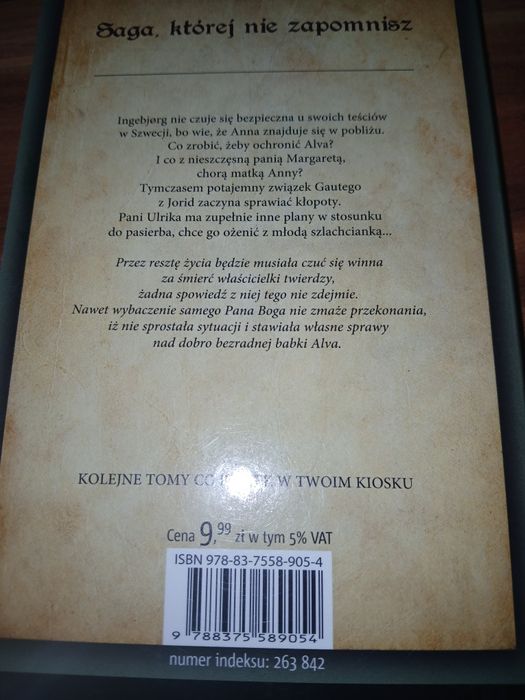 Saga, której nie zapomnisz
Ingebjørg nie czuje się bezpieczna u swoich teściów
w Szwecji, bo wie, że Anna znajduje się w pobliżu.
Co zrobić, żeby ochronić Alva?
I co z nieszczęsną panią Margaretą,
chorą matką Anny?
Tymczasem potajemny związek Gautego
z Jorid zaczyna sprawiać kłopoty.
Pani Ulrika ma zupełnie inne plany w stosunku
do pasierba, chce go ożenić z młodą szlachcianką...
Przez resztę życia będzie musiała czuć się winna
za śmierć właścicielki twierdzy,
żadna spowiedź z niej tego nie zdejmie.
Nawet wybaczenie samego Pana Boga nie zmaże przekonania,
iż nie sprostała sytuacji i stawiała własne sprawy
nad dobro bezradnej babki Alva.
KOLEJNE TOMY CO W TWOIM KIOSKU
Cena 9,99 zł w tym 5% VAT
ISBN 978-83-7558-905-4
9 788375 589054
numer indeksu: 263 842